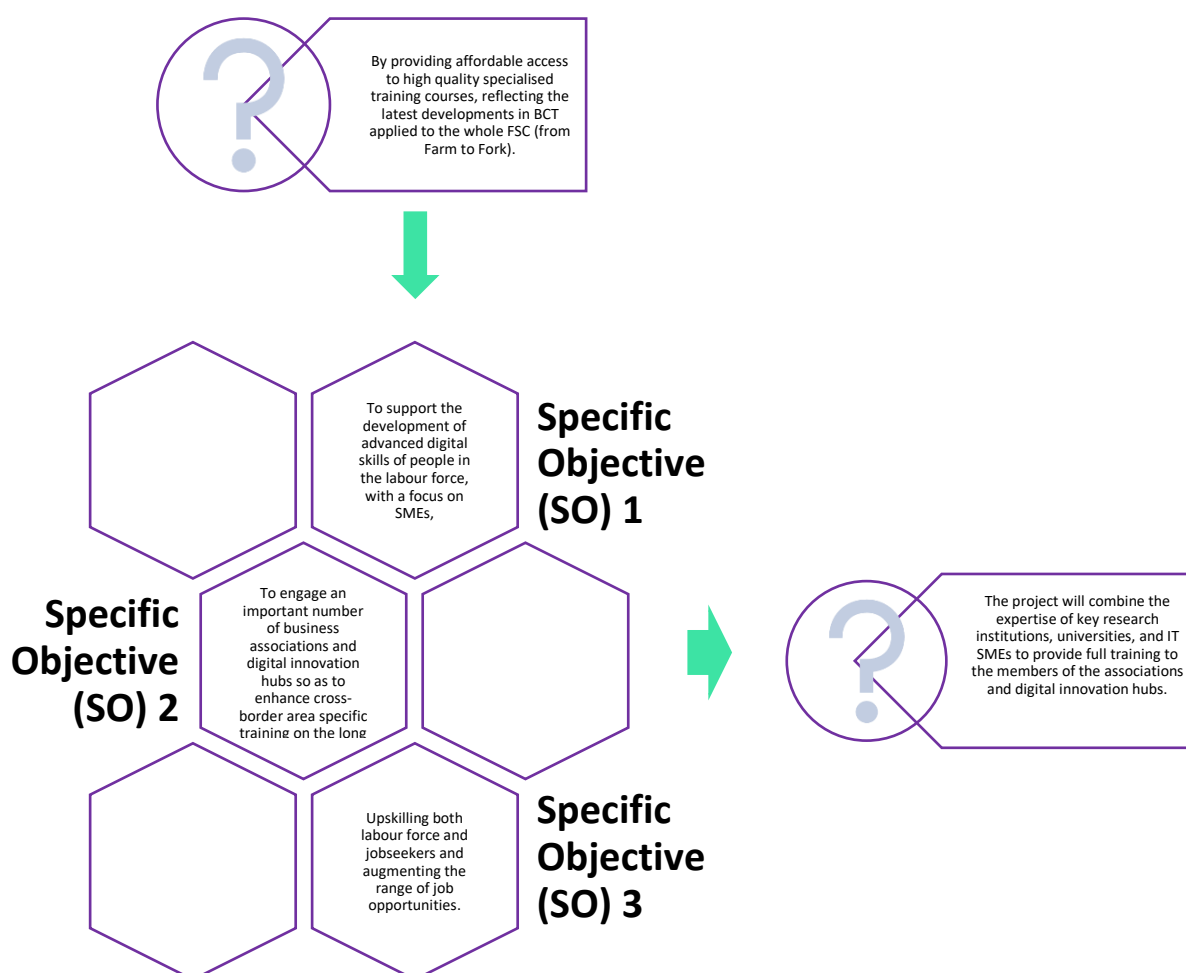 By providing affordable access
to high quality specialised
training courses, reflecting the
latest developments in BCT
applied to the whole FSC (from
Farm to Fork).
To support the
development of
advanced digital
skills of people in
the labour force,
with a focus on
SMEs,
Specific
Objective
(SO) 1
Specific
Objective
(SO) 2
To engage an
important number
of business
associations and
digital innovation
hubs so as to
enhance cross-
border area specific
training on the long
The project will combine the
expertise of key research
institutions, universities, and IT
SMEs to provide full training to
the members of the associations
and digital innovation hubs.
Upskilling both
labour force and
jobseekers and
augmenting the
range of job
opportunities.
Specific
Objective
(SO) 3